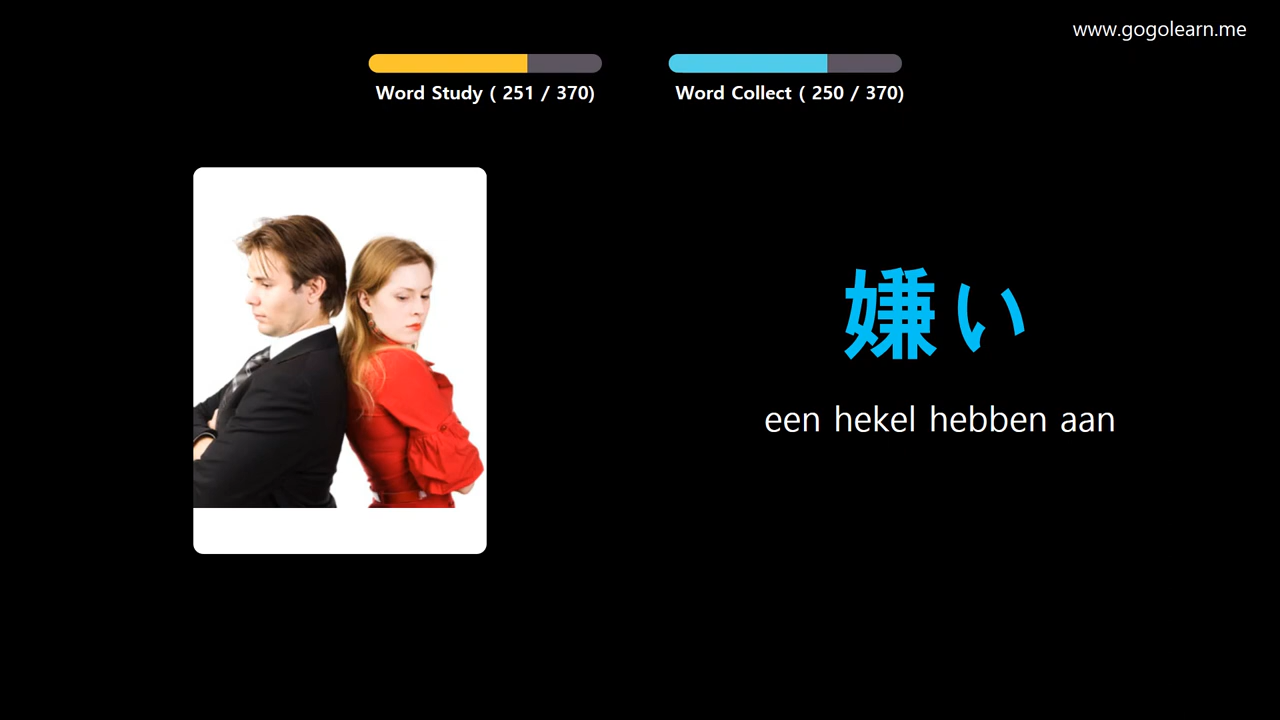 www.gogolearn.me
Word Study ( 251 / 370)
Word Collect ( 250 / 370)
嫌い
een hekel hebben aan